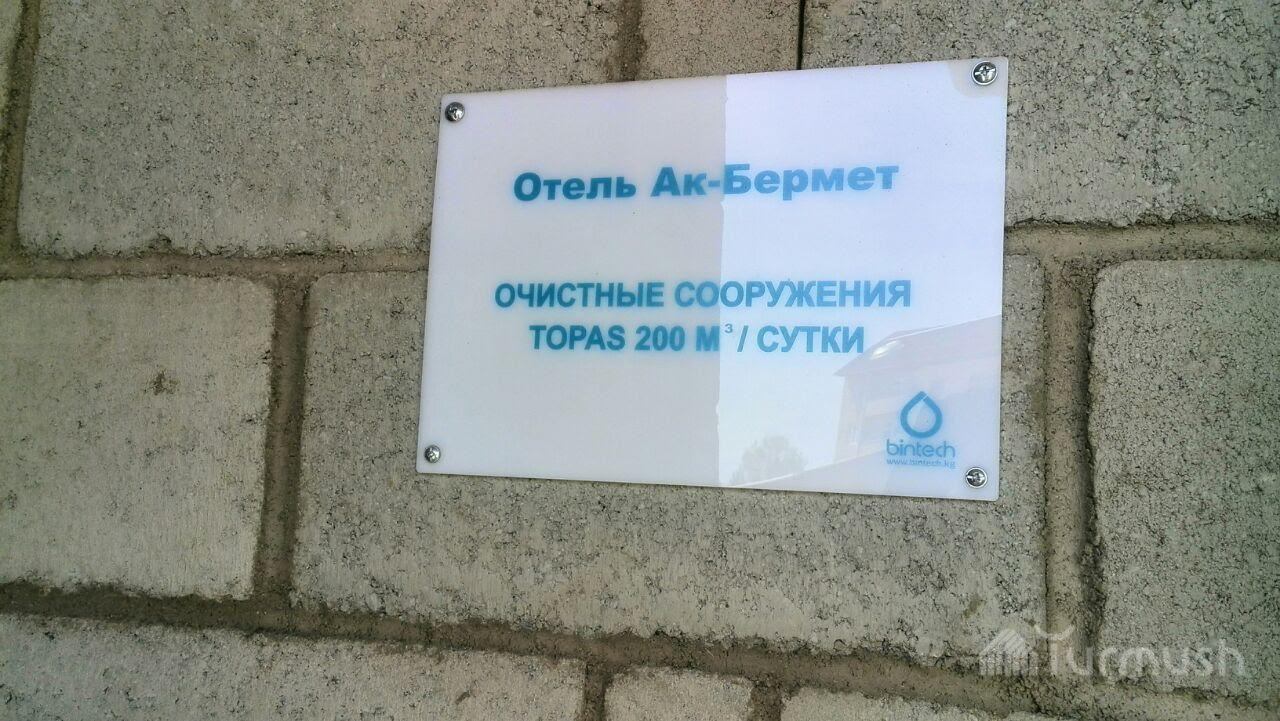 Отель Ак-Бермет
ОЧИСТНЫЕ СООРУЖЕНИЯ
TOPAS 200 М³ / СУТКИ
bintech
www.bintech.kg
Turmush